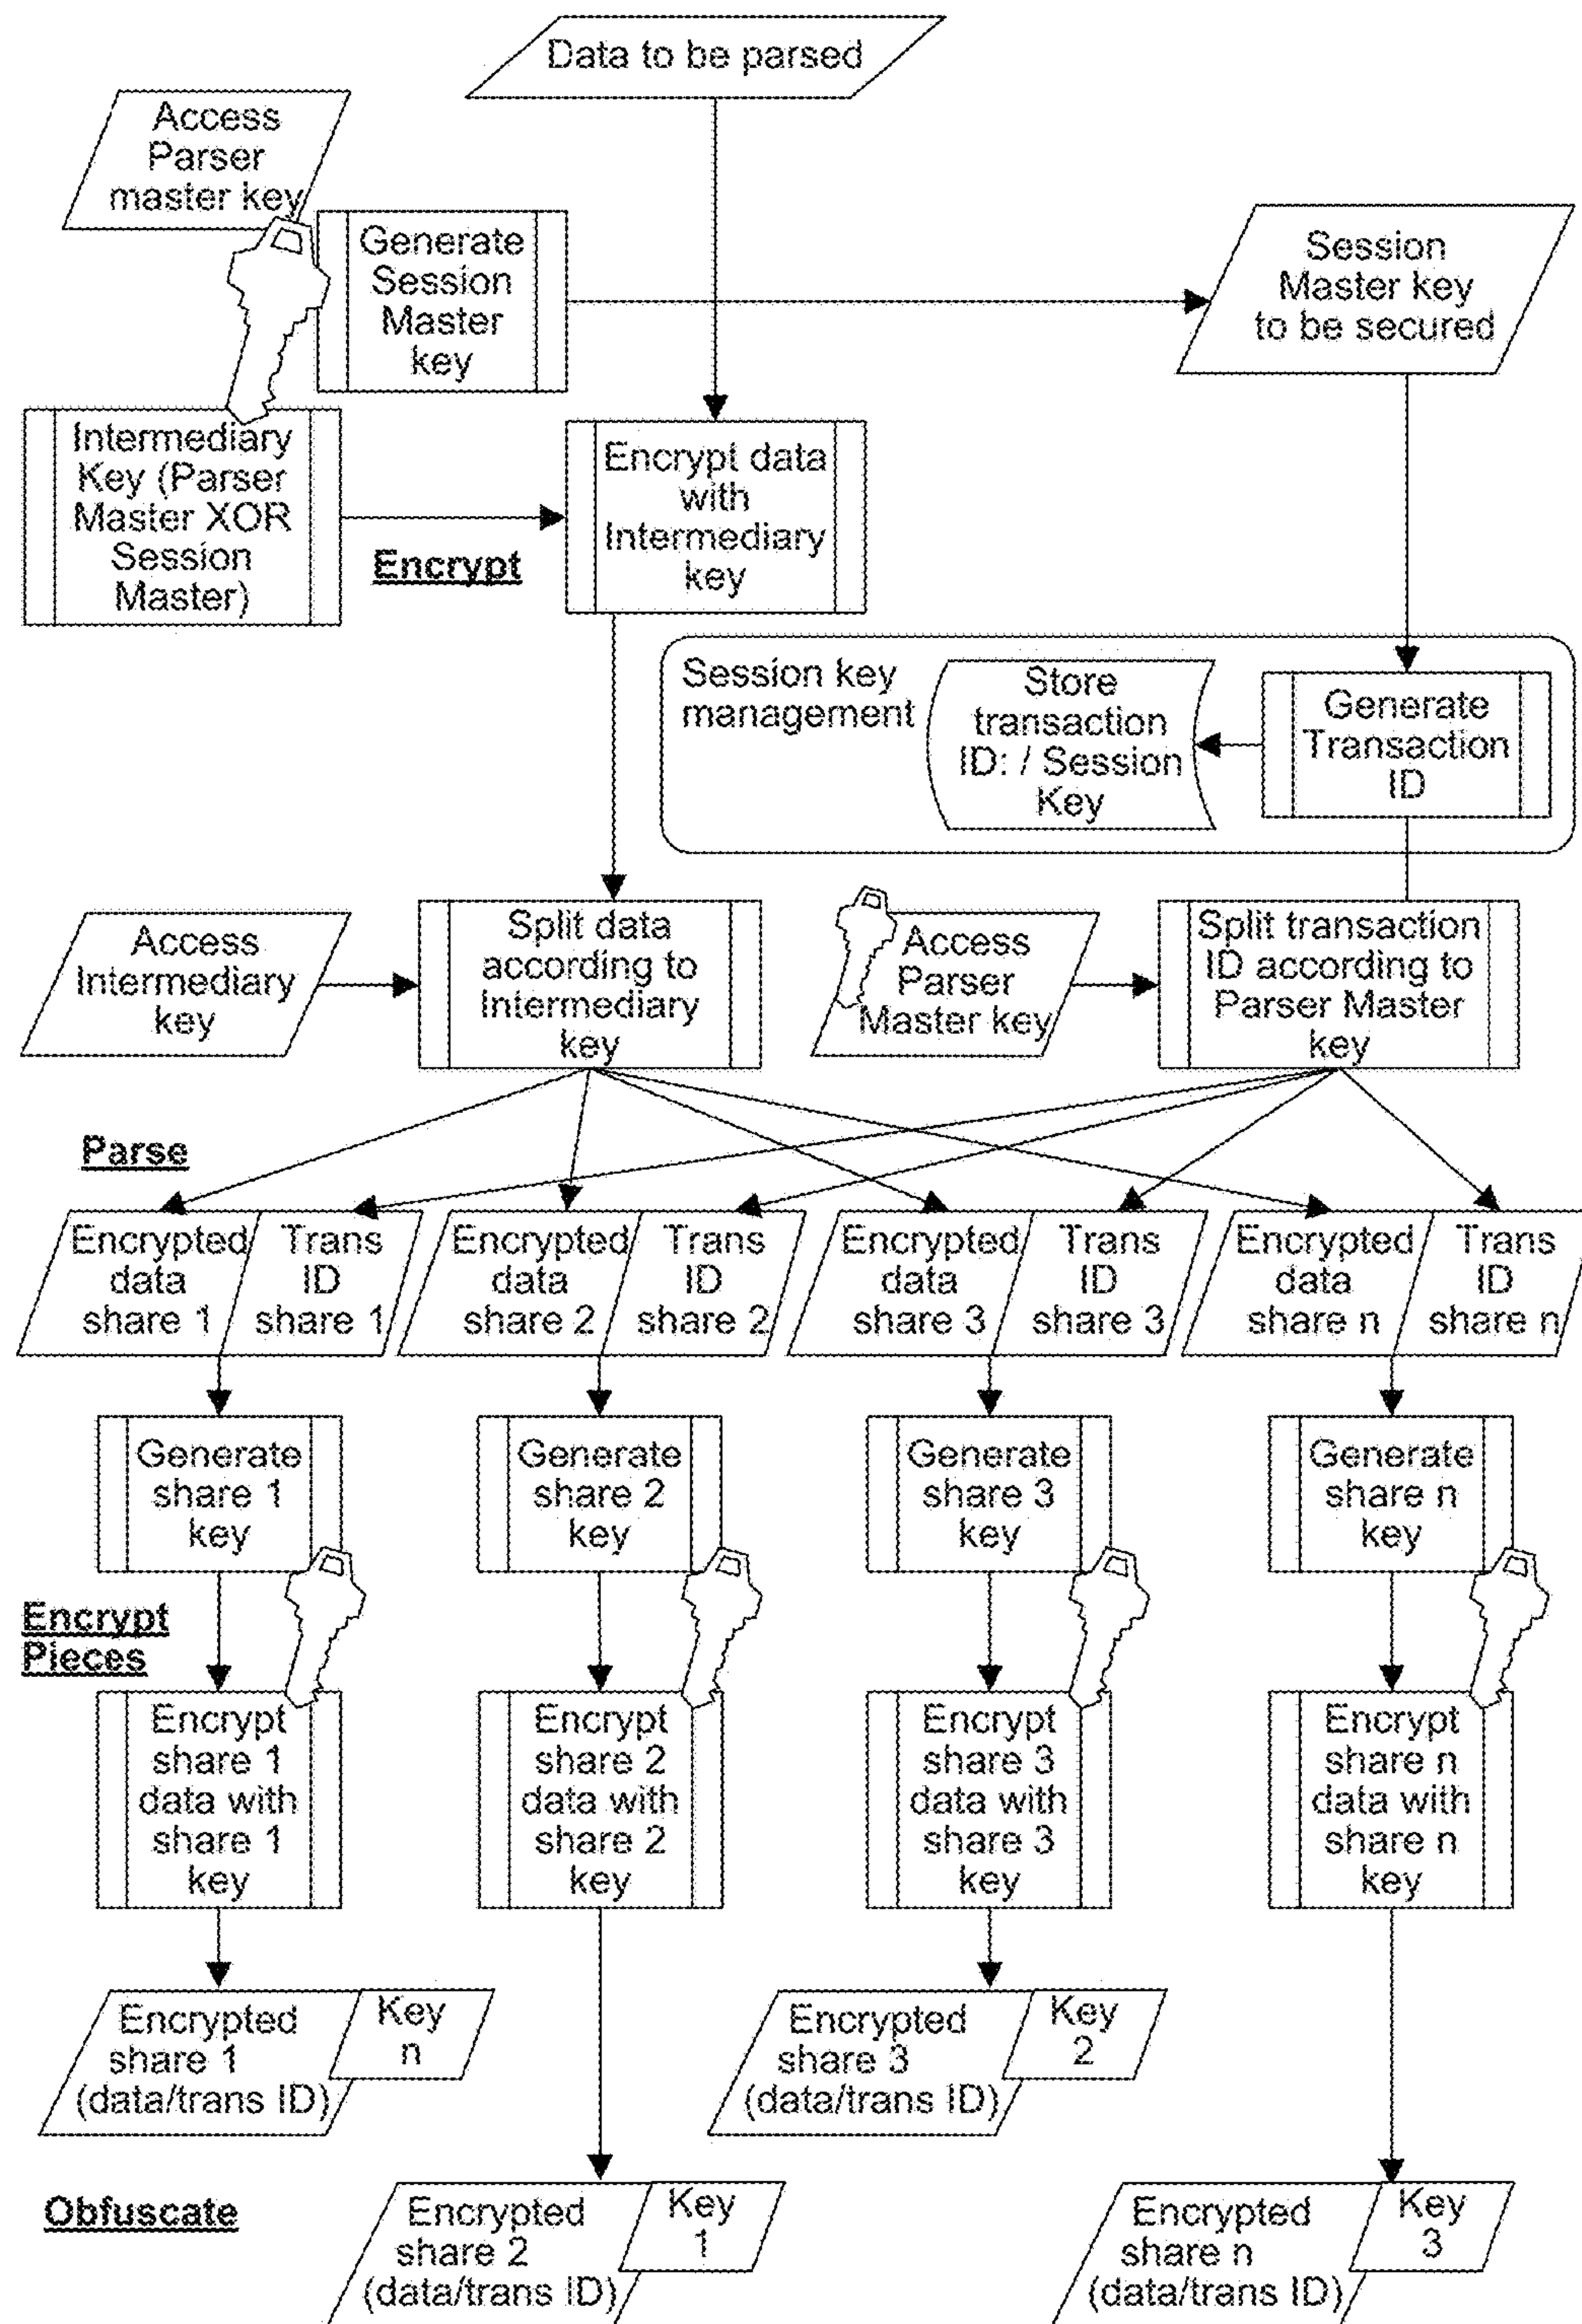 Data to be parsed
Access
Parser
master key
Generate
Session
Master
key
Session
Master key
to be secured
Intermediary
Key (Parser
Master XOR
Session
Master)
Encrypt
Encrypt data
with
Intermediary
key
Session key
management
Store
transaction
ID: / Session
Key
Generate
Transaction
ID
Access
Intermediary
key
Split data
according to
Intermediary
key
Access
Parser
Master key
Split transaction
ID according to
Parser Master
key
Parse
Encrypted
data
share 1
Trans
ID
share 1
Encrypted
data
share 2
Trans
ID
share 2
Encrypted
data
share 3
Trans
ID
share 3
Encrypted
data
share n
Trans
ID
share n
Generate
share 1
key
Generate
share 2
key
Generate
share 3
key
Generate
share n
key
Encrypt
Pieces
Encrypt
share 1
data with
share 1
key
Encrypt
share 2
data with
share 2
key
Encrypt
share 3
data with
share 3
key
Encrypt
share n
data with
share n
key
Encrypted
share 1
(data/trans ID)
Key
n
Encrypted
share 3
(data/trans ID)
Key
2
Obfuscate
Encrypted
share 2
(data/trans ID)
Key
1
Encrypted
share n
(data/trans ID)
Key
3